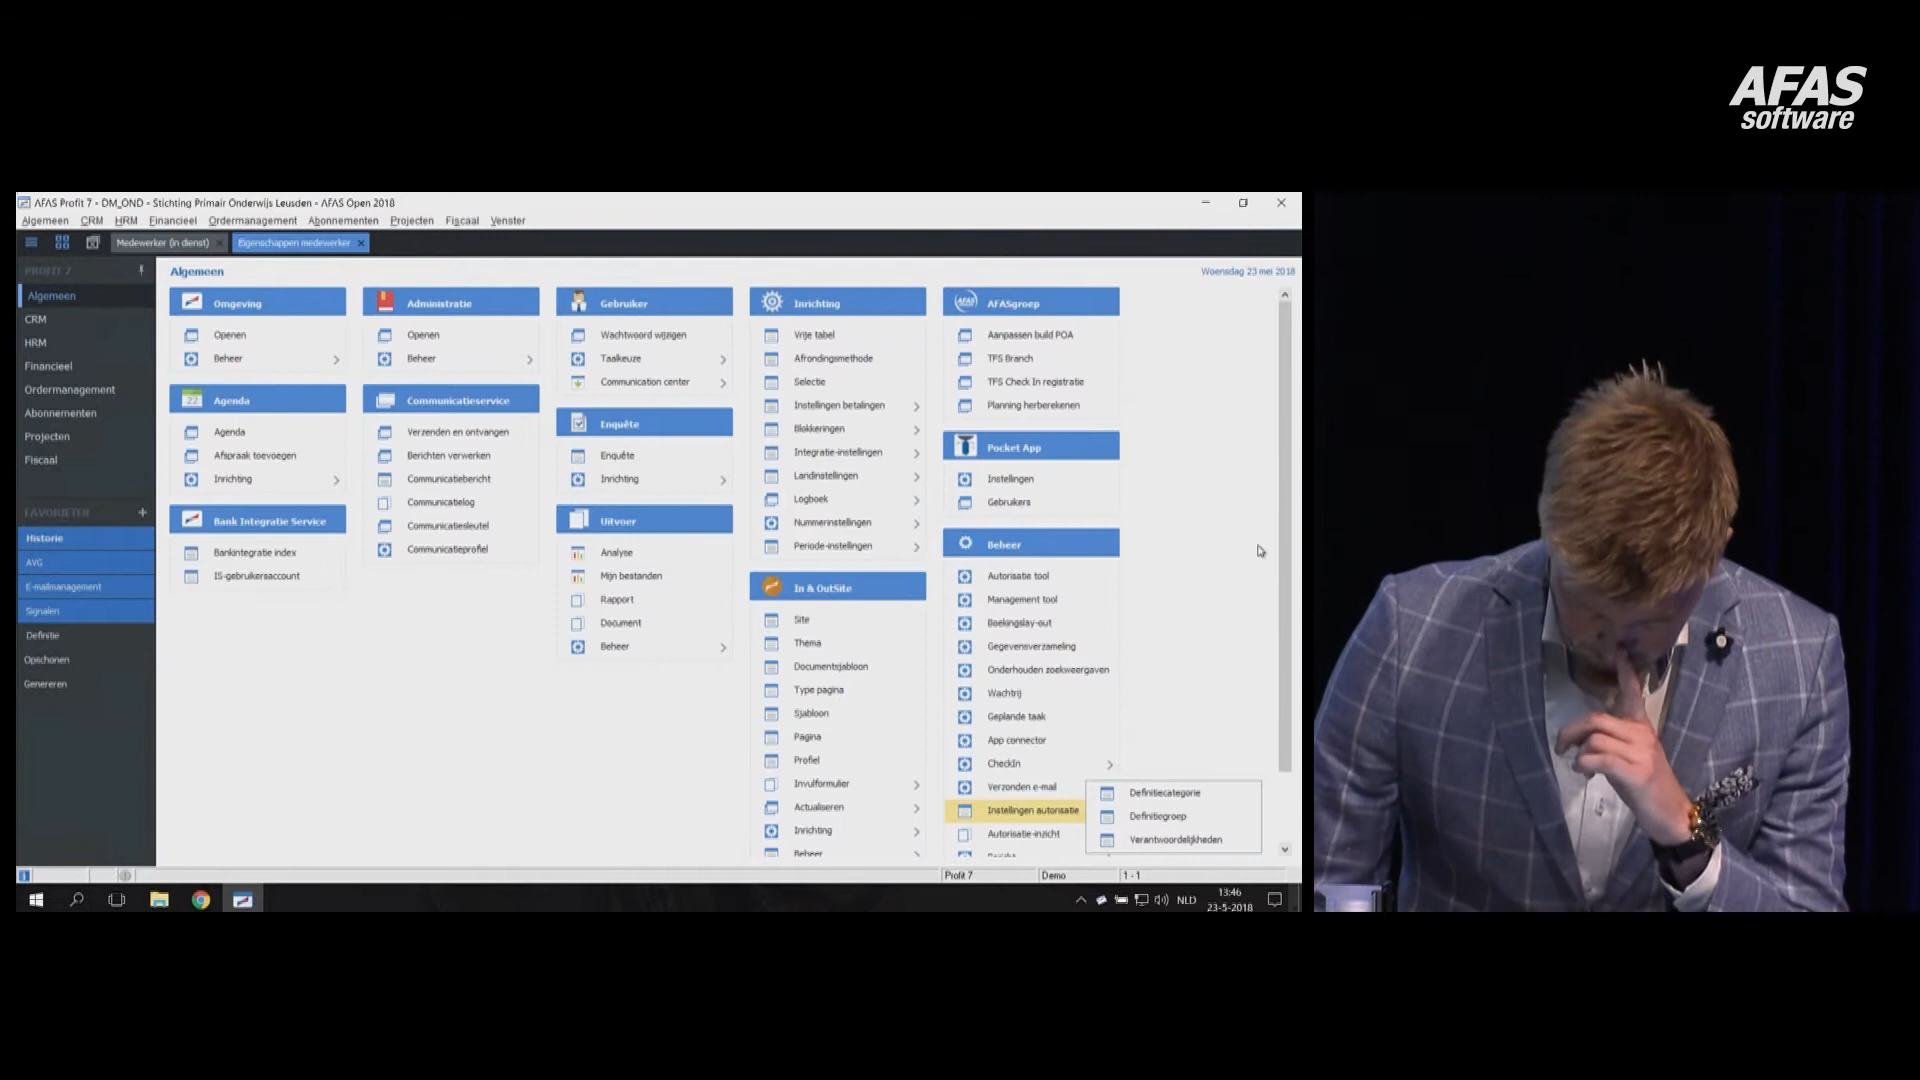 AFAS
software
AFAS Profit 7 - DM_OND - Stichting Primair Onderwijs Leusden - AFAS Open 2018
Algemeen CRM HRM Financieel Ordermanagement Abonnementen Projecten Fiscaal Venster
Medewerker (in dienst) Eigenschappen medewerker
PROFIT 7
Algemeen
CRM
HRM
Financieel
Ordermanagement
Abonnementen
Projecten
Fiscaal
FAVORIETEN
Historie
AVG
E-mailmanagement
Signalen
Definitie
Opschonen
Genereren
Algemeen
Woensdag 23 mei 2018
Omgeving
Openen
Beheer
Agenda
Agenda
Afspraak toevoegen
Inrichting
Bank Integratie Service
Bankintegratie index
IS-gebruikersaccount
Administratie
Openen
Beheer
Communicatieservice
Verzenden en ontvangen
Berichten verwerken
Communicatiebericht
Communicatielog
Communicatiesleutel
Communicatieprofiel
Gebruiker
Wachtwoord wijzigen
Taalkeuze
Communication center
Enquête
Enquête
Inrichting
Uitvoer
Analyse
Mijn bestanden
Rapport
Document
Beheer
Inrichting
Vrije tabel
Afrondingsmethode
Selectie
Instellingen betalingen
Blokkeringen
Integratie-instellingen
Landinstellingen
Logboek
Nummerinstellingen
Periode-instellingen
In & OutSite
Site
Thema
Documentsjabloon
Type pagina
Sjabloon
Pagina
Profiel
Invulformulier
Actualiseren
Inrichting
Beheer
AFASgroep
Aanpassen build POA
TFS Branch
TFS Check In registratie
Planning herberekenen
Pocket App
Instellingen
Gebruikers
Beheer
Autorisatie tool
Management tool
Boekingslay-out
Gegevensverzameling
Onderhouden zoekweergaven
Wachtrij
Geplande taak
App connector
CheckIn
Verzonden e-mail
Instellingen autorisatie
Autorisatie-inzicht
Definitiecategorie
Definitiegroep
Verantwoordelijkheden
Profit 7 Demo 1 - 1
NLD 13:46
23-5-2018